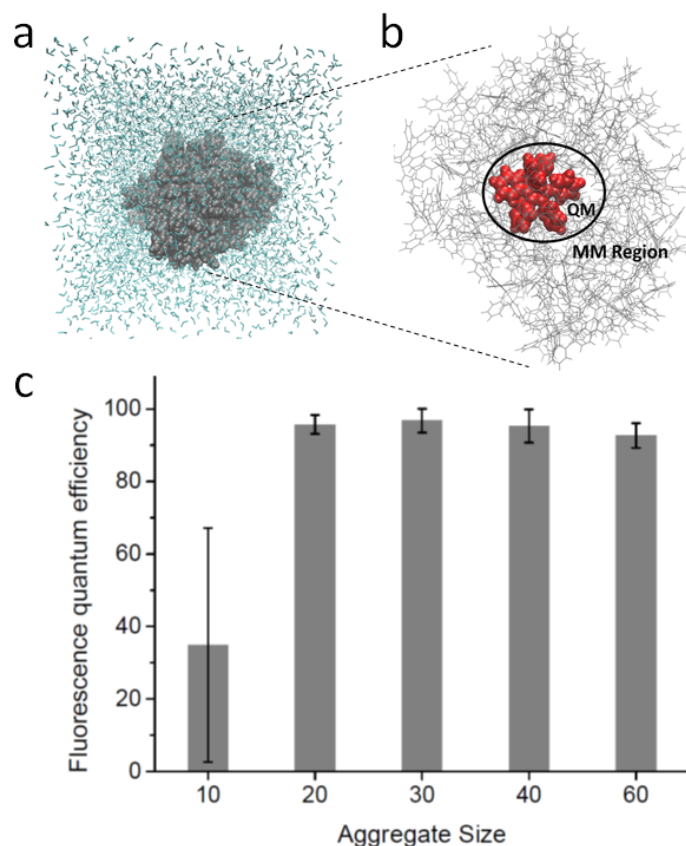 a
b
QM
MM Region
c
Fluorescence quantum efficiency
100
80
60
40
20
0
10 20 30 40 60
Aggregate Size